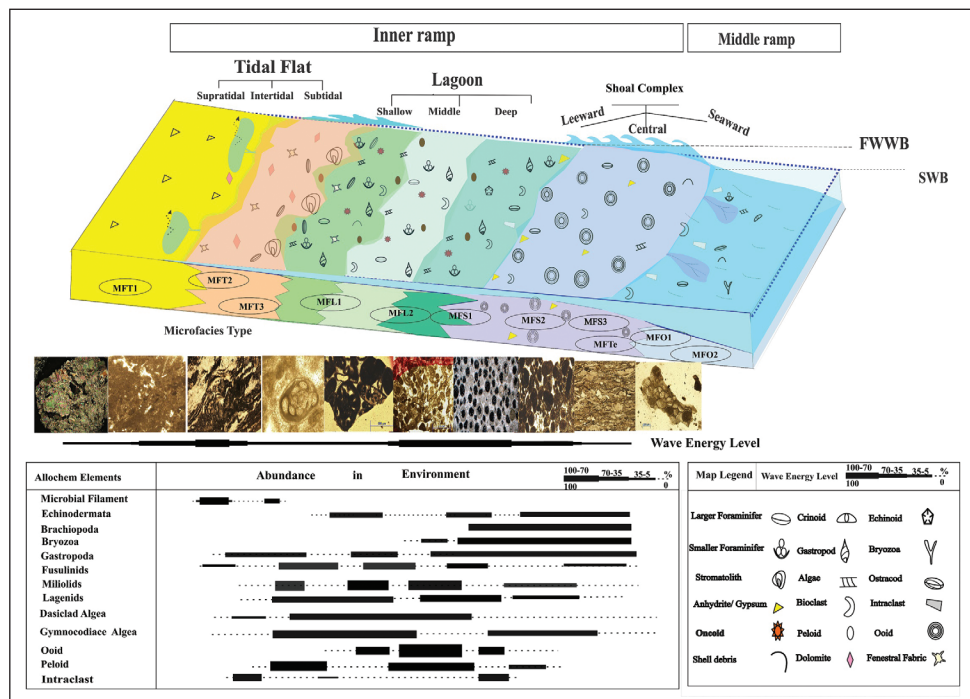 Inner ramp
Middle ramp
Tidal Flat
Supratidal Intertidal Subtidal
Lagoon
Shallow Middle Deep
Shoal Complex
Leeward Central Seaward
FWWB
SWB
MFT1 MFT2 MFT3 MFL1 MFL2 MFS1 MFS2 MFS3 MFTe MFO1 MFO2
Microfacies Type
Wave Energy Level
Allochem Elements
Abundance in Environment
100-70 70-35 35-5 %
100 0
Microbial Filament
Echinodermata
Brachiopoda
Bryozoa
Gastropoda
Fusulinids
Miliolids
Lagenids
Dasiclad Algea
Gymnocodiace Algea
Ooid
Peloid
Intraclast
Map Legend Wave Energy Level
100-70 70-35 35-5 %
100 0
Larger Foraminifer Crinoid Echinoid
Smaller Foraminifer Gastropod Bryozoa
Stromatolith Algae Ostracod
Anhydrite/ Gypsum Bioclast Intraclast
Oncoid Peloid Ooid
Shell debris Dolomite Fenestral Fabric